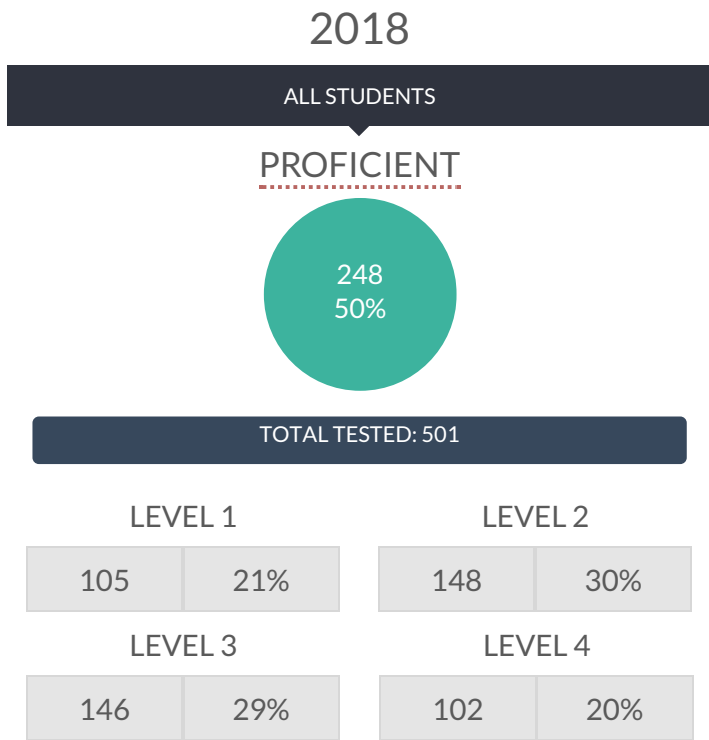 2018
ALL STUDENTS
PROFICIENT
248
50%
TOTAL TESTED: 501
LEVEL 1
105 21%
LEVEL 2
148 30%
LEVEL 3
146 29%
LEVEL 4
102 20%